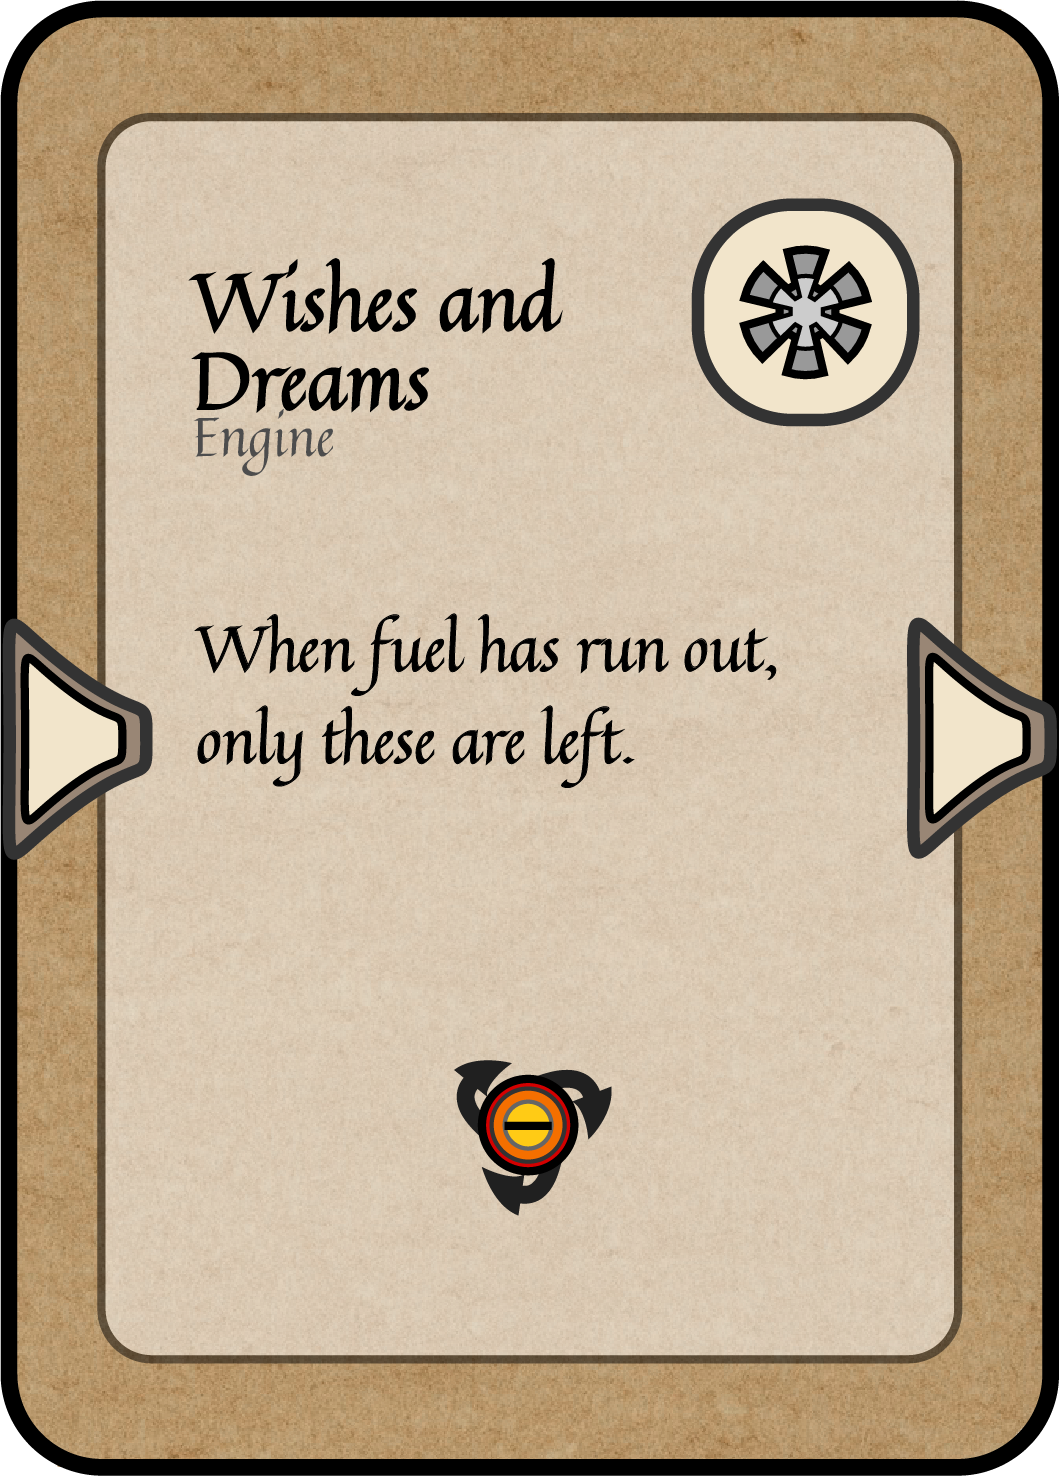 Wishes and
Dreams
Engine
When fuel has run out,
only these are left.